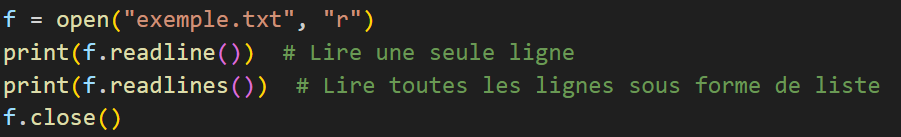 f = open("exemple.txt", "r")
print(f.readline())  # Lire une seule ligne
print(f.readlines())  # Lire toutes les lignes sous forme de liste
f.close()